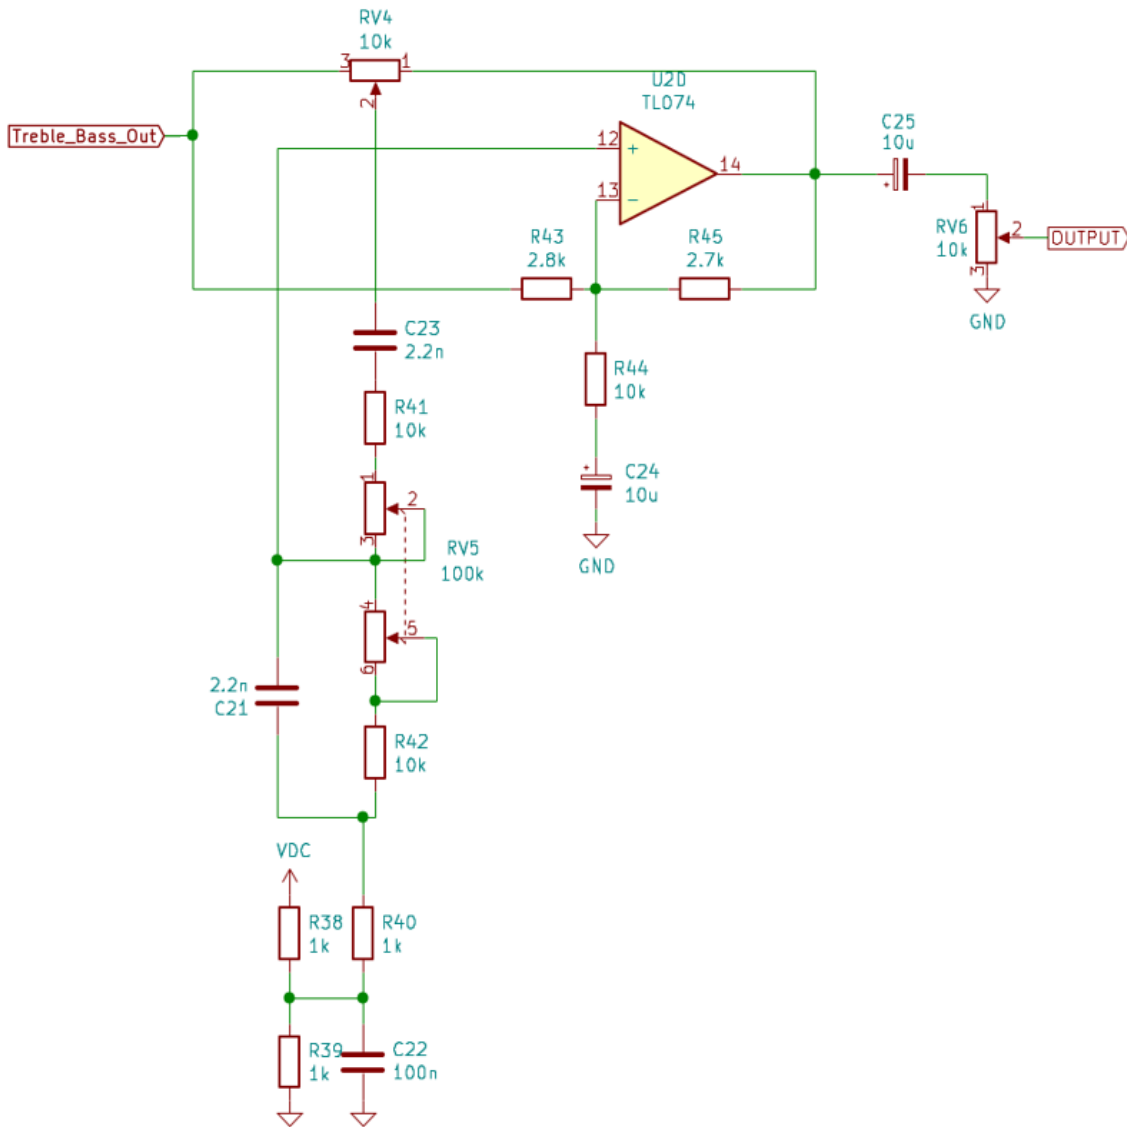 RV4
10k
3
1
2
U2D
TL074
Treble_Bass_Out
12
+
13
−
14
C25
10u
+
1
RV6
10k
2
OUTPUT
3
GND
R43
2.8k
R45
2.7k
C23
2.2n
R44
10k
R41
10k
+
C24
10u
GND
1
2
3
RV5
100k
4
5
6
2.2n
C21
R42
10k
VDC
R38
1k
R40
1k
R39
1k
C22
100n